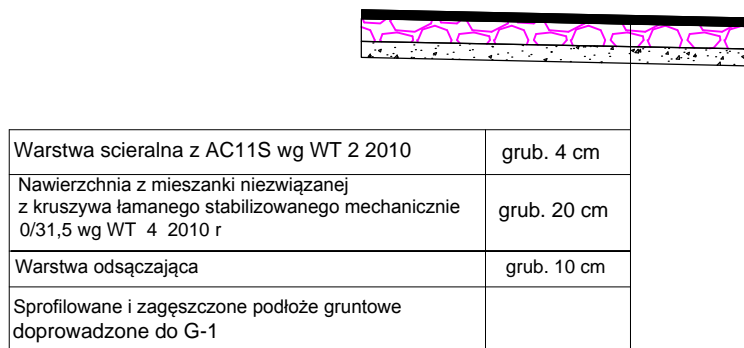 Warstwa scieralna z AC11S wg WT 2 2010 grub. 4 cm
Nawierzchnia z mieszanki niezwiązanej
z kruszywa łamanego stabilizowanego mechanicznie grub. 20 cm
0/31,5 wg WT 4 2010 r
Warstwa odsączająca grub. 10 cm
Sprofilowane i zagęszczone podłoże gruntowe
doprowadzone do G-1